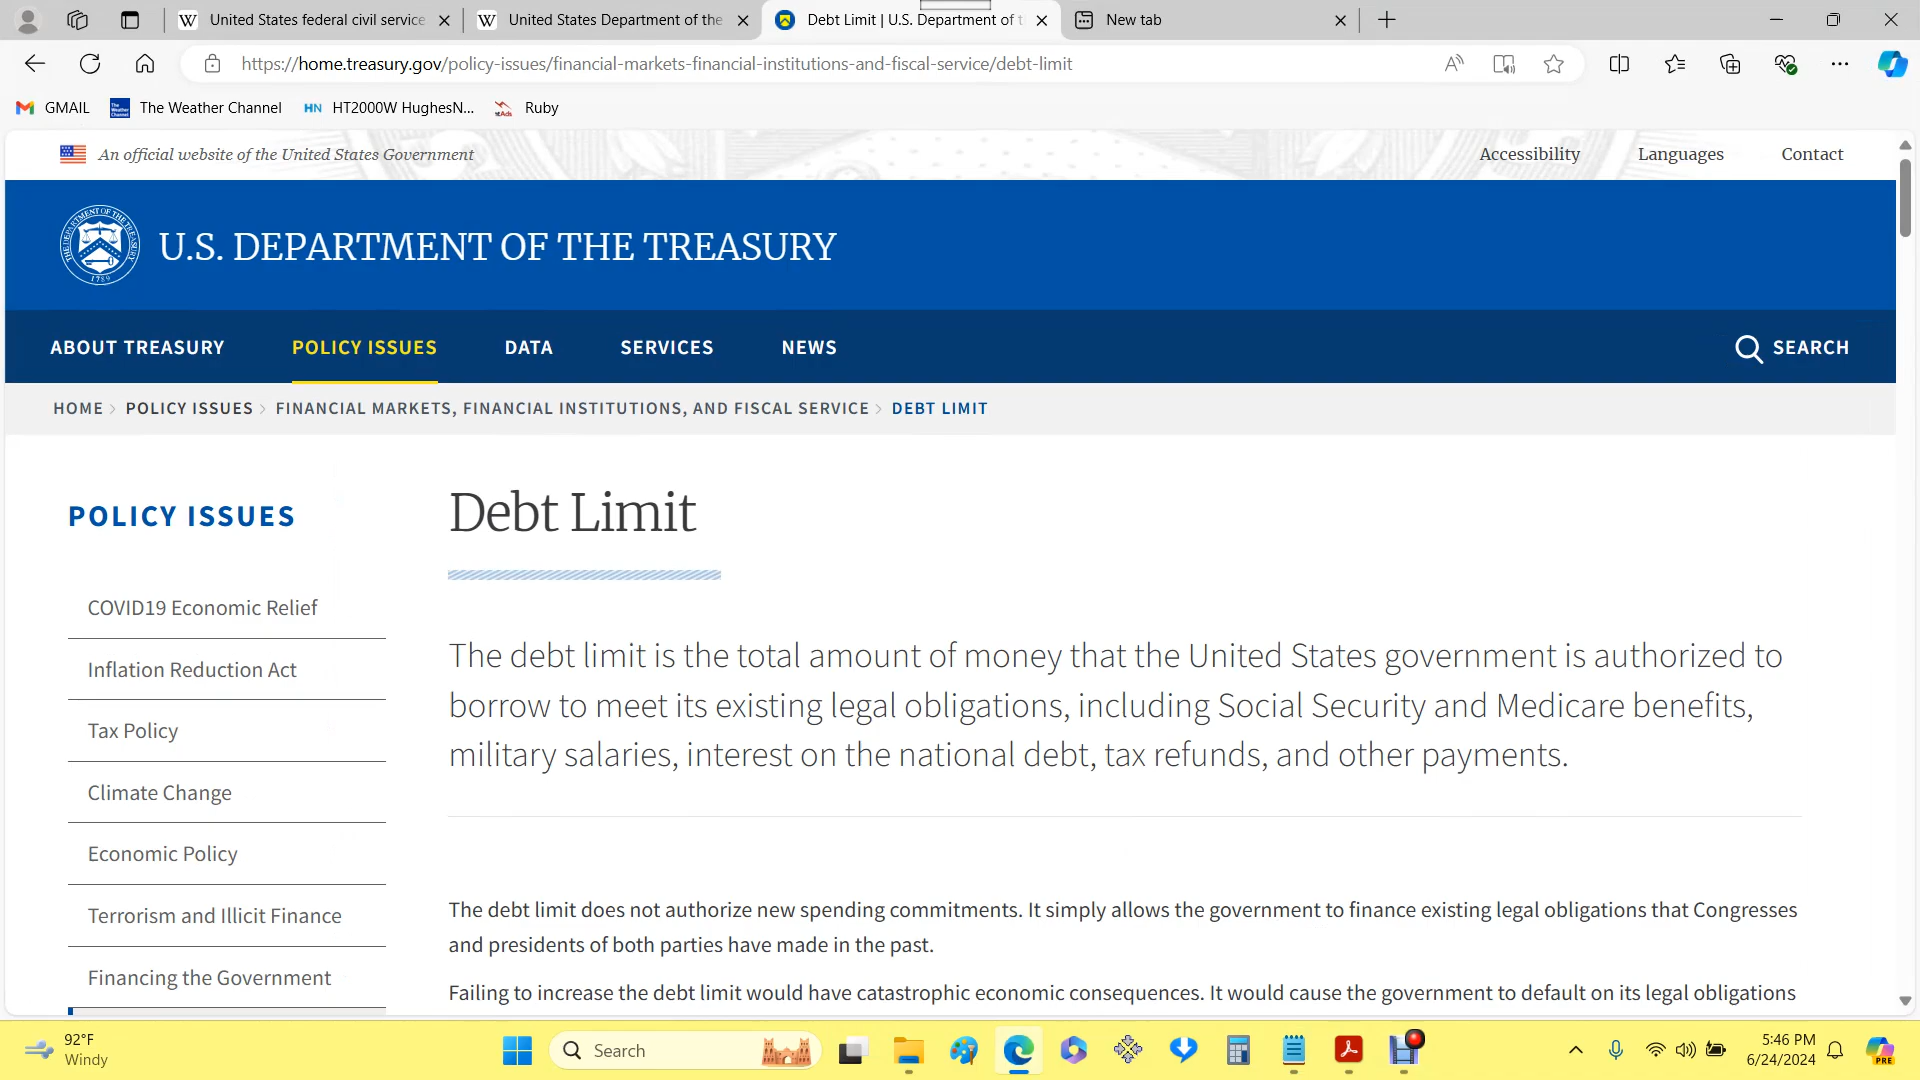 United States federal civil service
United States Department of the
Debt Limit | U.S. Department of t
New tab
https://home.treasury.gov/policy-issues/financial-markets-financial-institutions-and-fiscal-service/debt-limit
GMAIL
The Weather Channel
HN
HT2000W HughesN...
Ruby
An official website of the United States Government
Accessibility
Languages
Contact
THE DEPARTMENT OF THE TREASURY
1789
U.S. DEPARTMENT OF THE TREASURY
ABOUT TREASURY
POLICY ISSUES
DATA
SERVICES
NEWS
SEARCH
HOME > POLICY ISSUES > FINANCIAL MARKETS, FINANCIAL INSTITUTIONS, AND FISCAL SERVICE > DEBT LIMIT
POLICY ISSUES
COVID19 Economic Relief
Inflation Reduction Act
Tax Policy
Climate Change
Economic Policy
Terrorism and Illicit Finance
Financing the Government
Debt Limit
The debt limit is the total amount of money that the United States government is authorized to
borrow to meet its existing legal obligations, including Social Security and Medicare benefits,
military salaries, interest on the national debt, tax refunds, and other payments.
The debt limit does not authorize new spending commitments. It simply allows the government to finance existing legal obligations that Congresses
and presidents of both parties have made in the past.
Failing to increase the debt limit would have catastrophic economic consequences. It would cause the government to default on its legal obligations
92°F
Windy
Search
5:46 PM
6/24/2024
PRE